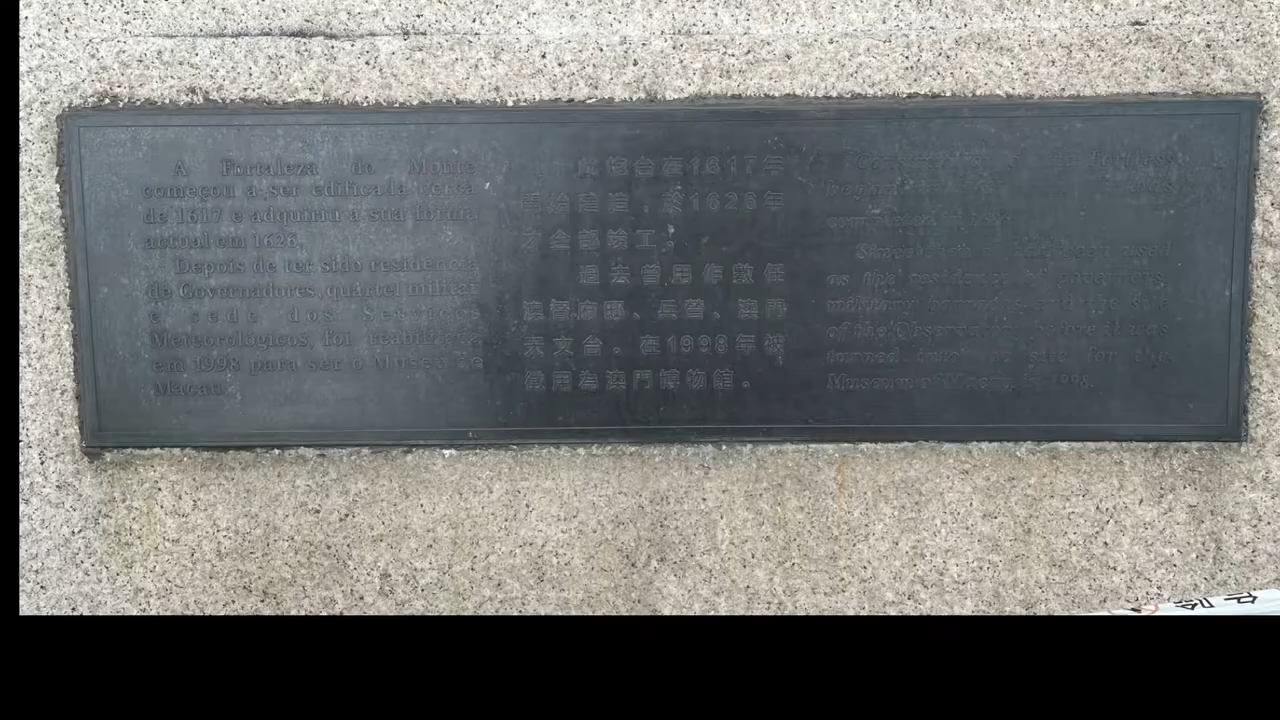 A Fortaleza do Monte
começou a ser edificada cerca
de 1617 e adquiriu a sua forma
actual em 1626.
Depois de ter sido residência
de Governadores, quartel militar
e sede dos Serviços
Meteorológicos, foi reabilitada
em 1998 para ser o Museu de
Macau.
炮台在1617年
開始建造，於1626年
才全部竣工。
過去曾用作數任
澳督府邸、兵營、澳門
天文台。在1998年被
徵用為澳門博物館。
Construction Fortress
began was
Since then used
as the residence of governors,
military barracks and the site
of the Observatory before it was
turned into site for the
Museum of Macau in 1998.